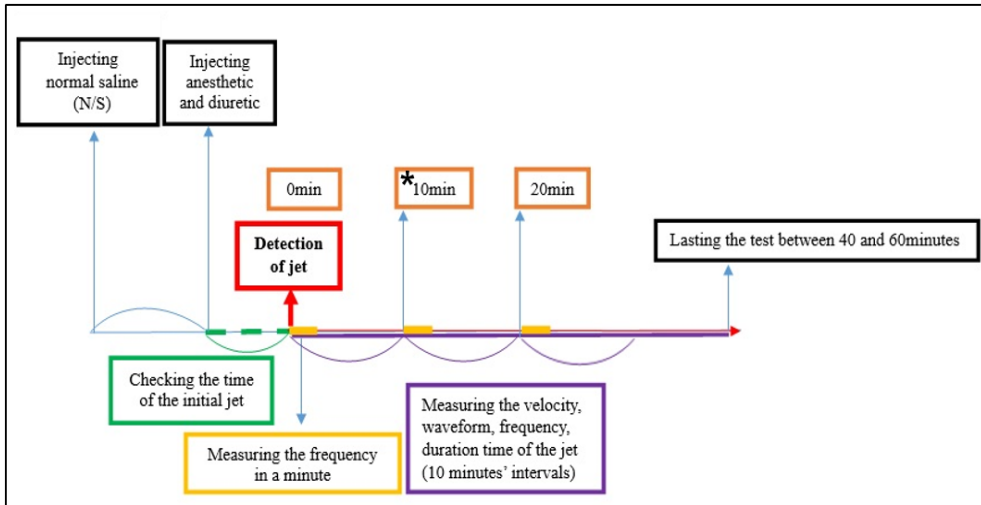 Injecting
normal saline
(N/S)
Injecting
anesthetic
and diuretic
0min
*10min
20min
Detection
of jet
Lasting the test between 40 and 60minutes
Checking the time
of the initial jet
Measuring the frequency
in a minute
Measuring the velocity,
waveform, frequency,
duration time of the jet
(10 minutes’ intervals)